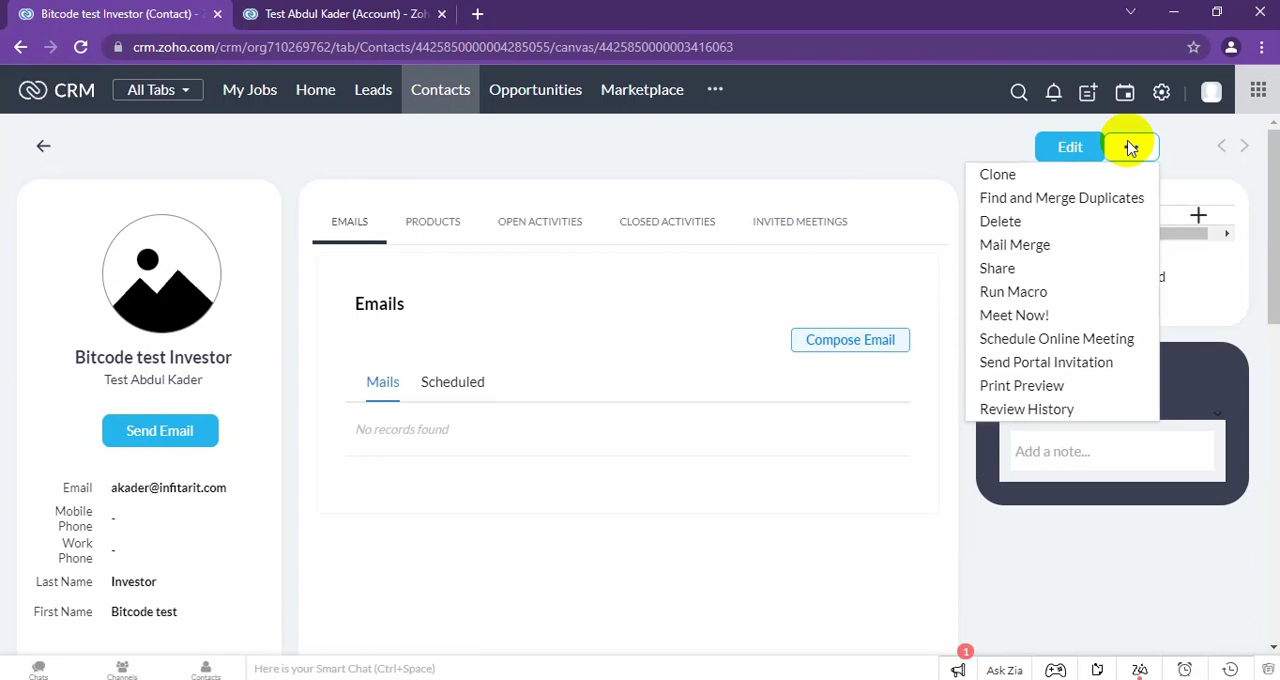 Bitcode test Investor (Contact) - Z
Test Abdul Kader (Account) - Zoh
crm.zoho.com/crm/org710269762/tab/Contacts/4425850000004285055/canvas/4425850000003416063
CRM
All Tabs
My Jobs
Home
Leads
Contacts
Opportunities
Marketplace
Edit
Clone
Find and Merge Duplicates
Delete
Mail Merge
Share
Run Macro
Meet Now!
Schedule Online Meeting
Send Portal Invitation
Print Preview
Review History
d
Add a note...
Bitcode test Investor
Test Abdul Kader
Send Email
Email akader@infitarit.com
Mobile
Phone -
Work
Phone -
Last Name Investor
First Name Bitcode test
EMAILS
PRODUCTS
OPEN ACTIVITIES
CLOSED ACTIVITIES
INVITED MEETINGS
Emails
Compose Email
Mails
Scheduled
No records found
Chats
Channels
Contacts
Here is your Smart Chat (Ctrl+Space)
1
Ask Zia